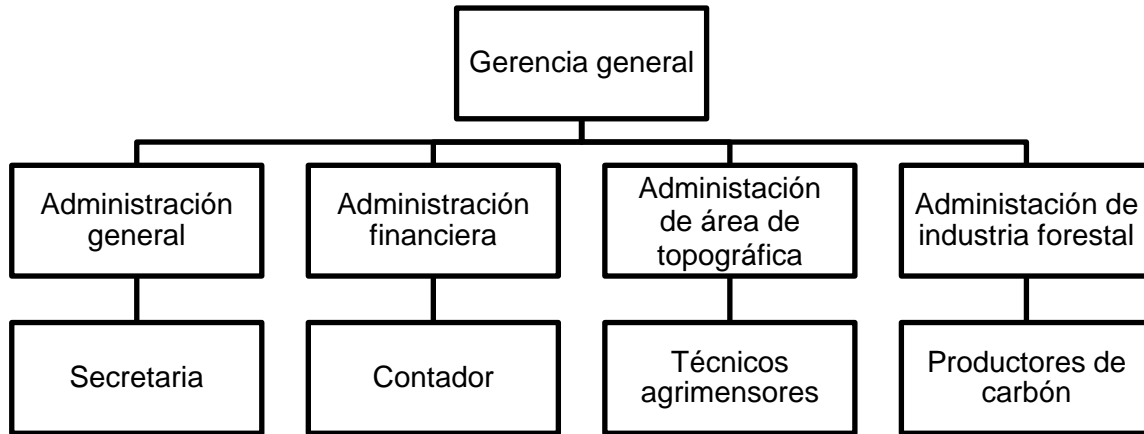 Gerencia general
Administración
general
Administración
financiera
Administación
de área de
topográfica
Administación de
industria forestal
Secretaria
Contador
Técnicos
agrimensores
Productores de
carbón